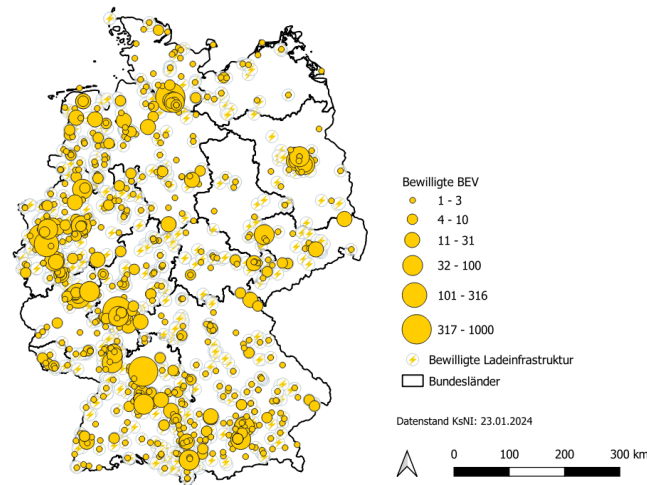 Bewilligte BEV
1 - 3
4 - 10
11 - 31
32 - 100
101 - 316
317 - 1000
Bewilligte Ladeinfrastruktur
Bundesländer
Datenstand KsNI: 23.01.2024
0 100 200 300 km